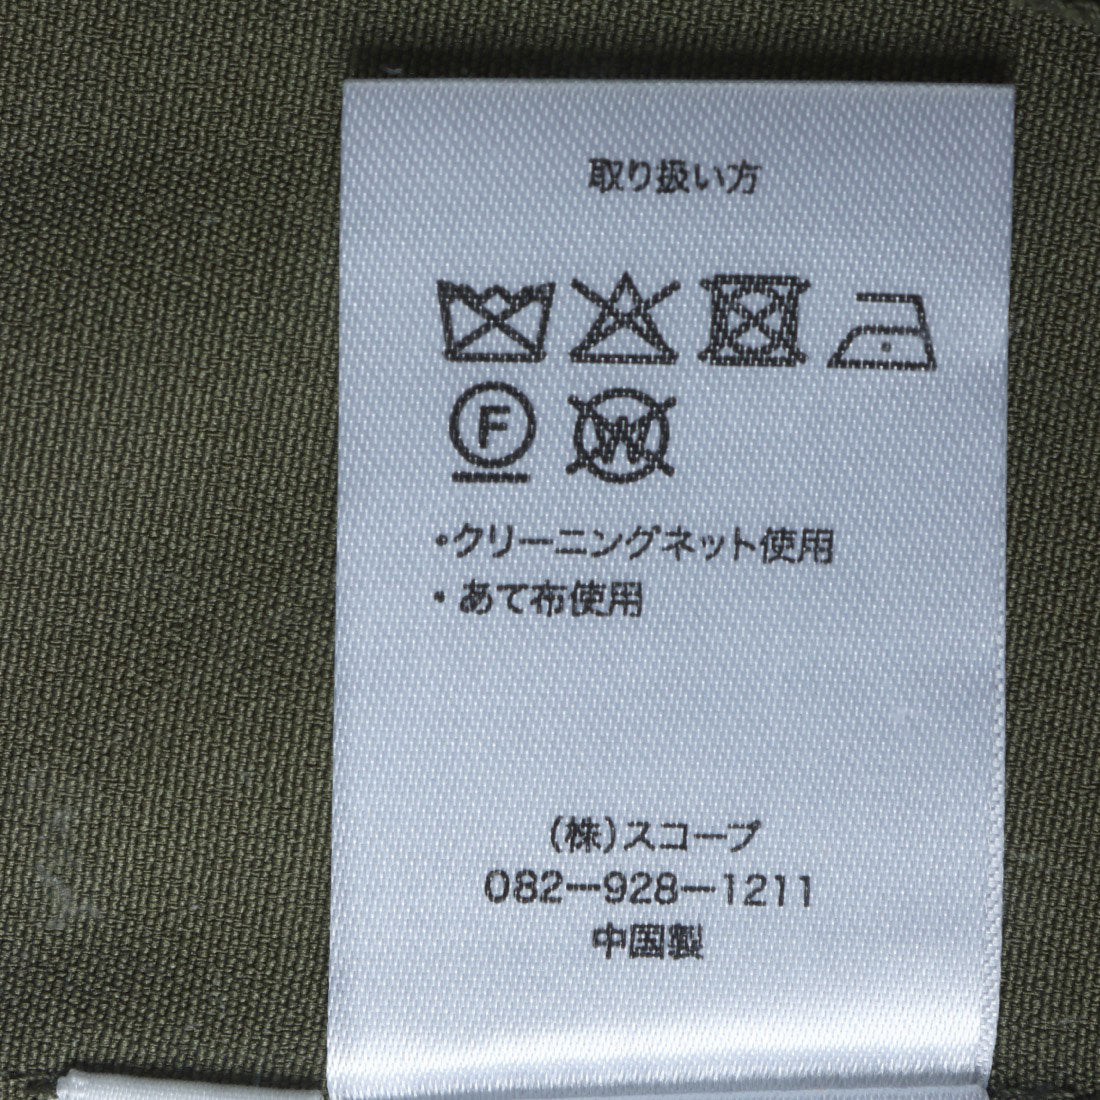 取り扱い方
F W
・クリーニングネット使用
・あて布使用
(株)スコープ
082-928-1211
中国製